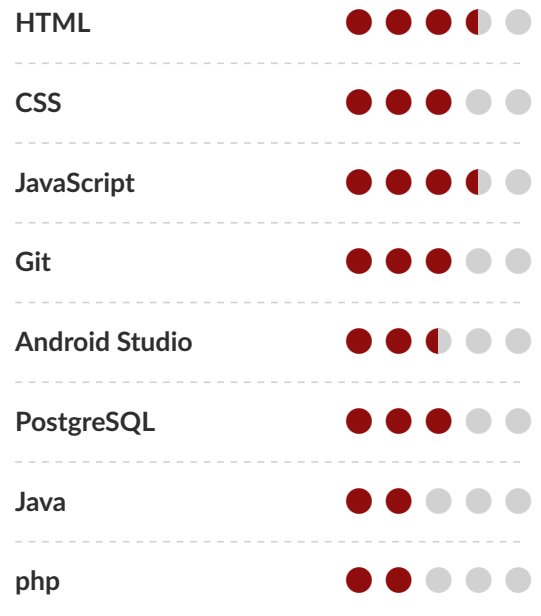 HTML
CSS
JavaScript
Git
Android Studio
PostgreSQL
Java
php